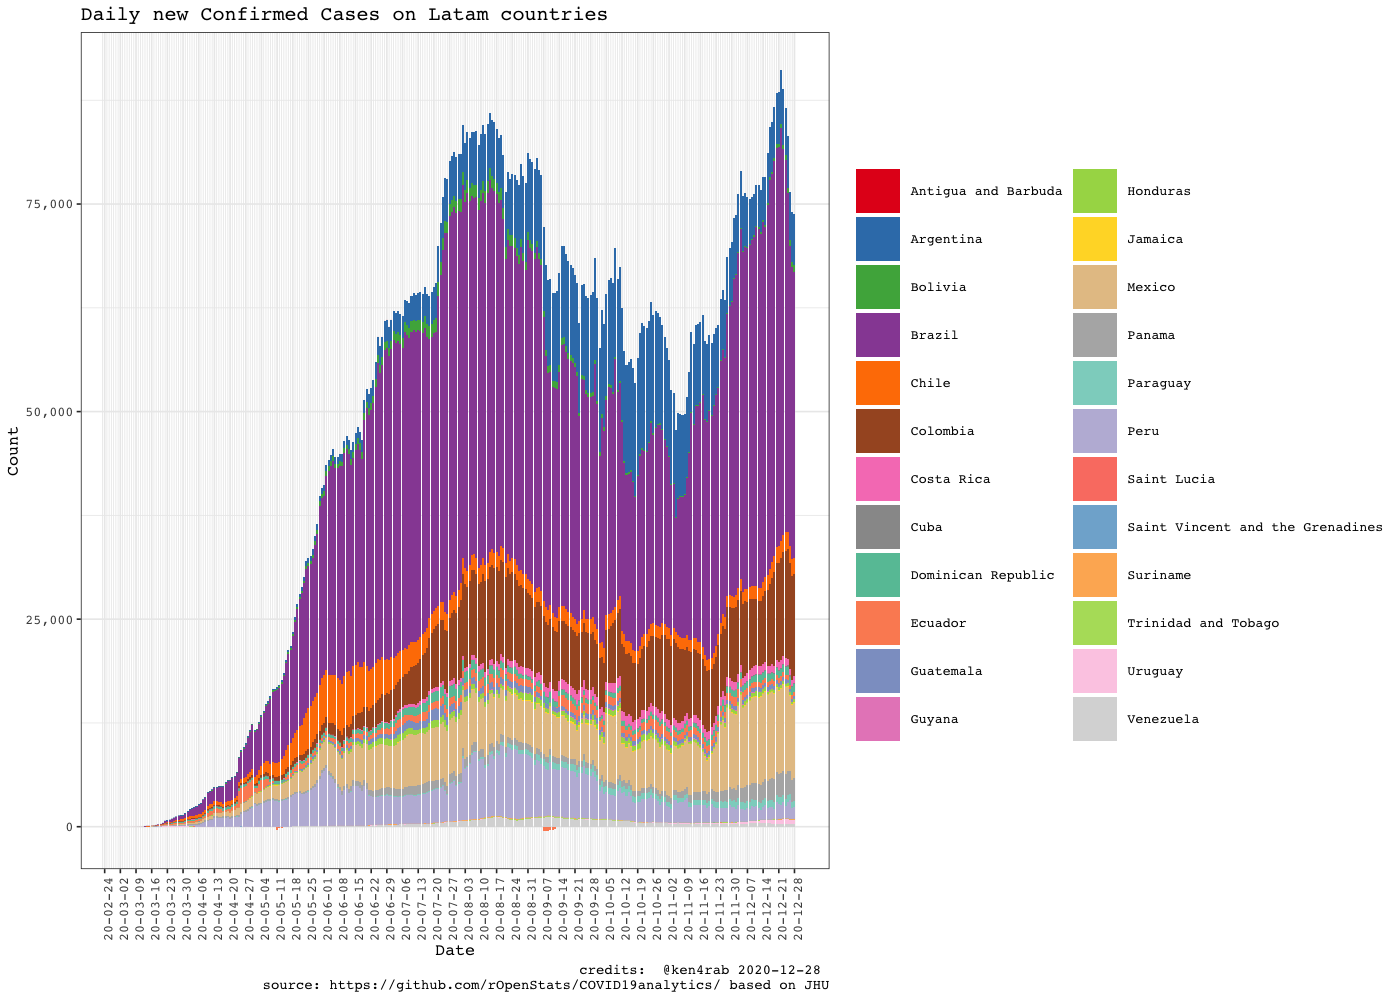 Daily new Confirmed Cases on Latam countries
Count
75,000
50,000
25,000
0
20-02-24
20-03-02
20-03-09
20-03-16
20-03-23
20-03-30
20-04-06
20-04-13
20-04-20
20-04-27
20-05-04
20-05-11
20-05-18
20-05-25
20-06-01
20-06-08
20-06-15
20-06-22
20-06-29
20-07-06
20-07-13
20-07-20
20-07-27
20-08-03
20-08-10
20-08-17
20-08-24
20-08-31
20-09-07
20-09-14
20-09-21
20-09-28
20-10-05
20-10-12
20-10-19
20-10-26
20-11-02
20-11-09
20-11-16
20-11-23
20-11-30
20-12-07
20-12-14
20-12-21
20-12-28
Date
Antigua and Barbuda
Argentina
Bolivia
Brazil
Chile
Colombia
Costa Rica
Cuba
Dominican Republic
Ecuador
Guatemala
Guyana
Honduras
Jamaica
Mexico
Panama
Paraguay
Peru
Saint Lucia
Saint Vincent and the Grenadines
Suriname
Trinidad and Tobago
Uruguay
Venezuela
credits:  @ken4rab 2020-12-28
source: https://github.com/rOpenStats/COVID19analytics/ based on JHU